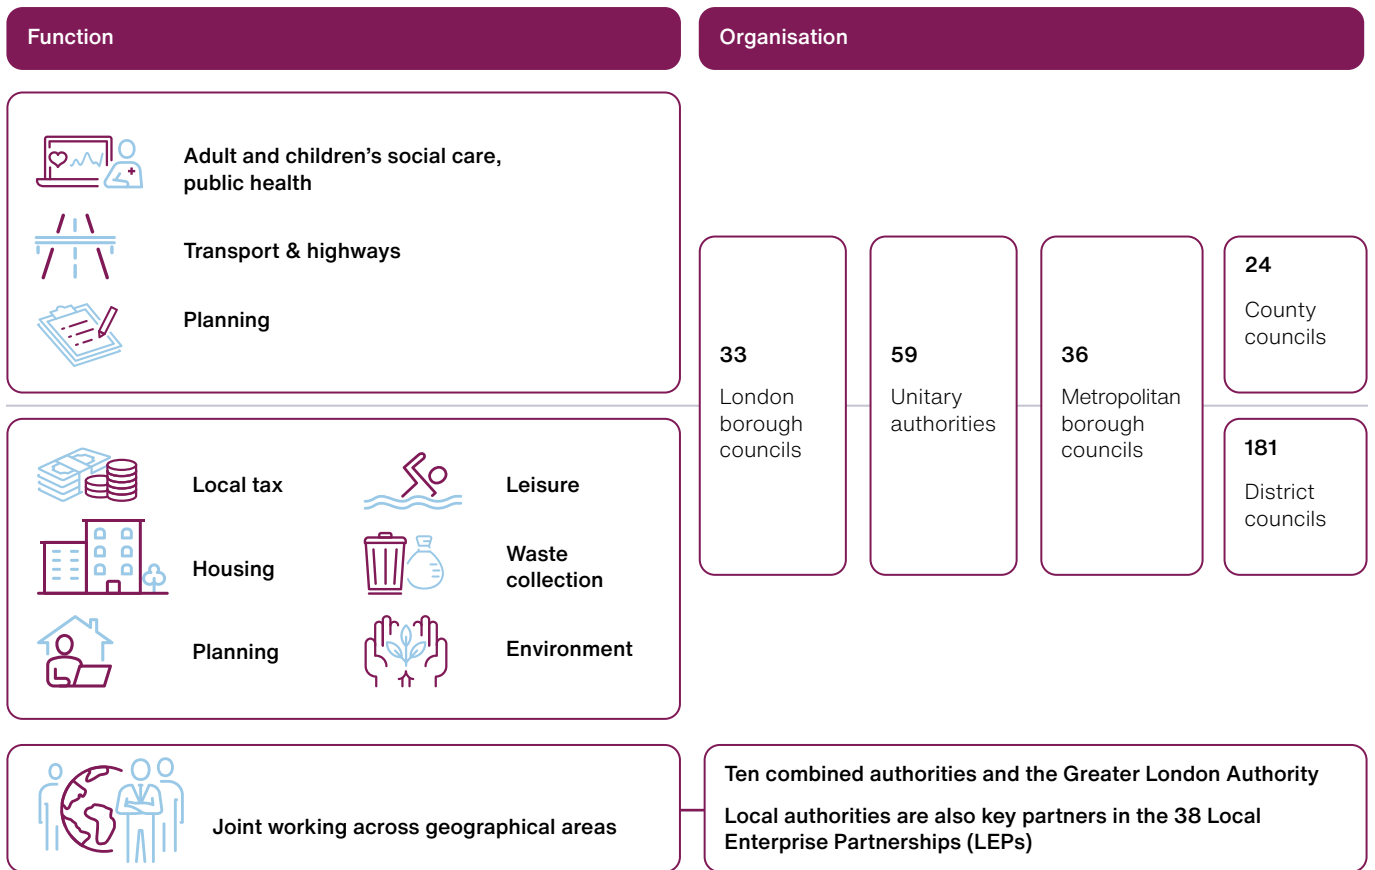 Function
Organisation
Adult and children’s social care,
public health
Transport & highways
Planning
Local tax
Housing
Planning
Leisure
Waste
collection
Environment
33
London
borough
councils
59
Unitary
authorities
36
Metropolitan
borough
councils
24
County
councils
181
District
councils
Joint working across geographical areas
Ten combined authorities and the Greater London Authority
Local authorities are also key partners in the 38 Local
Enterprise Partnerships (LEPs)